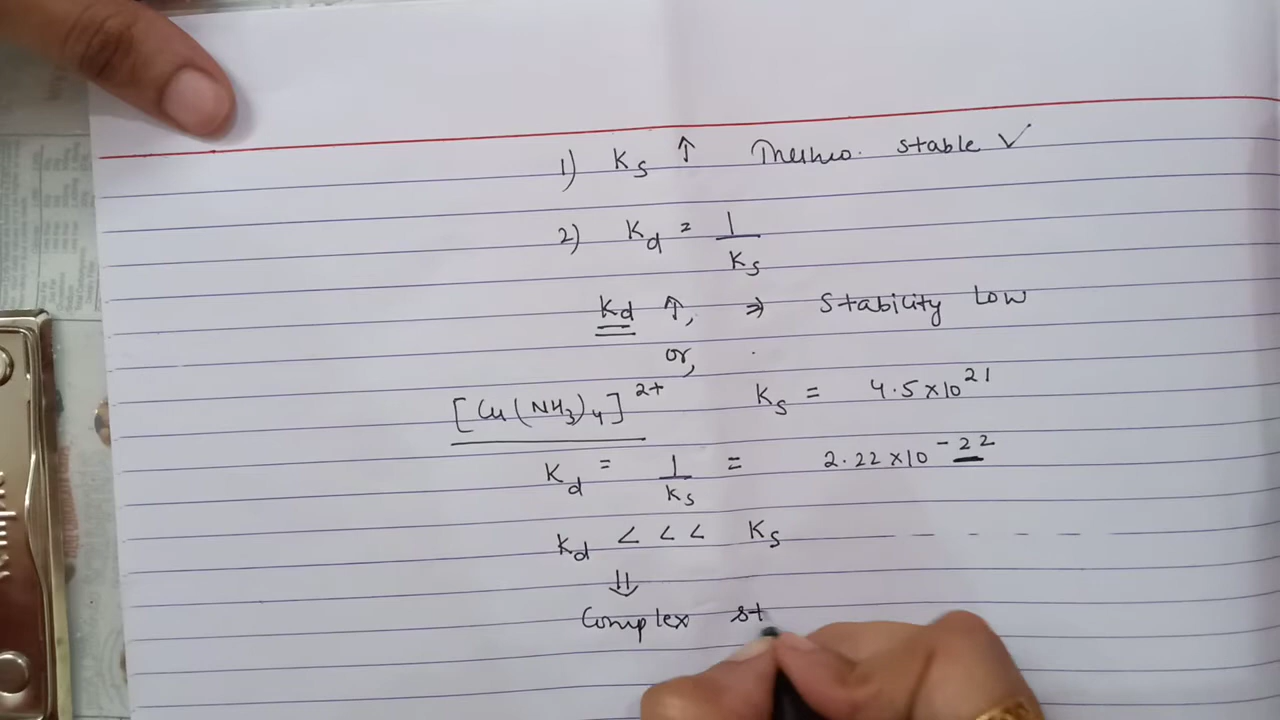 1) Ks ↑ Thermo. stable ✓
2) Kd = 1/Ks
Kd ↑, ⇒ Stability Low
or,
[Cu(NH3)4]2+ Ks = 4.5×10^21
Kd = 1/Ks = 2.22×10^-22
Kd < < < Ks
⇓
Complex st